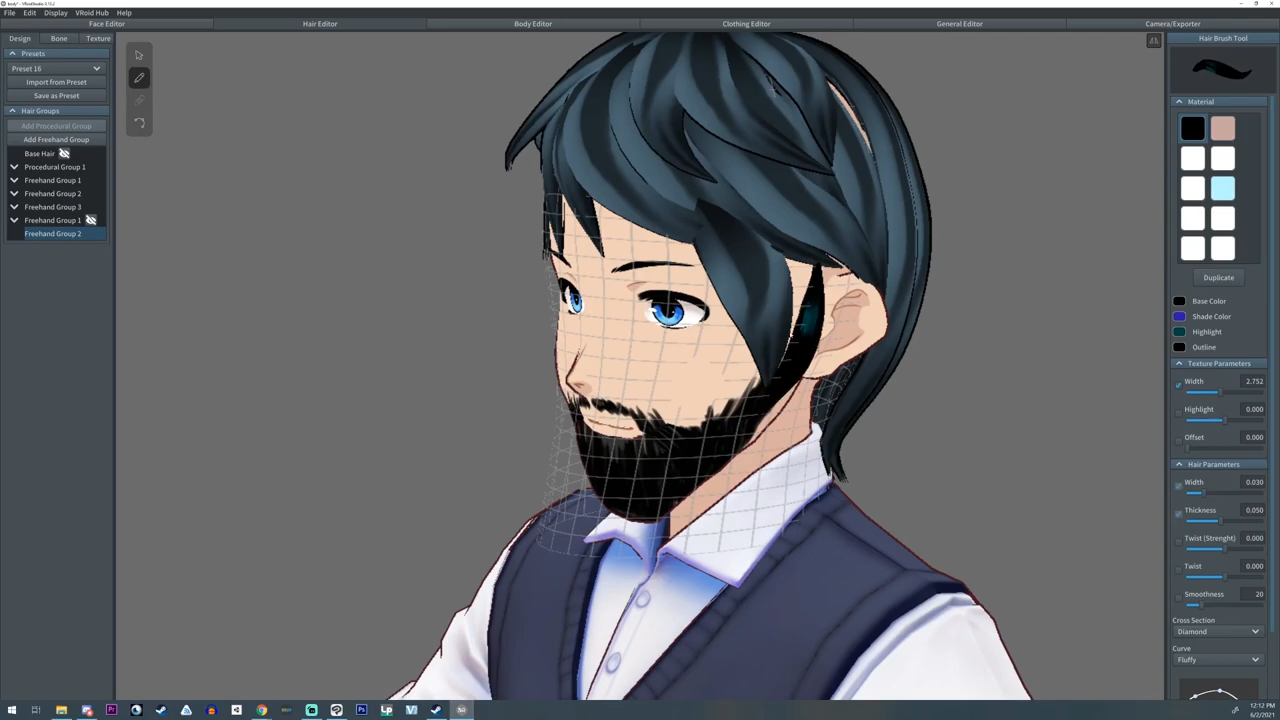 File Edit Display VRoid Hub Help
Face Editor Hair Editor Body Editor Clothing Editor General Editor Camera/Exporter
Design Bone Texture
Presets
Preset 16
Import from Preset
Save as Preset
Hair Groups
Add Procedural Group
Add Freehand Group
Base Hair
Procedural Group 1
Freehand Group 1
Freehand Group 2
Freehand Group 3
Freehand Group 1
Freehand Group 2
Hair Brush Tool
Material
Duplicate
Base Color
Shade Color
Highlight
Outline
Texture Parameters
Width 2.752
Highlight 0.000
Offset 0.000
Hair Parameters
Width 0.030
Thickness 0.050
Twist (Strenght) 0.000
Twist 0.000
Smoothness 20
Cross Section
Diamond
Curve
Fluffy
12:12 PM
6/2/2021